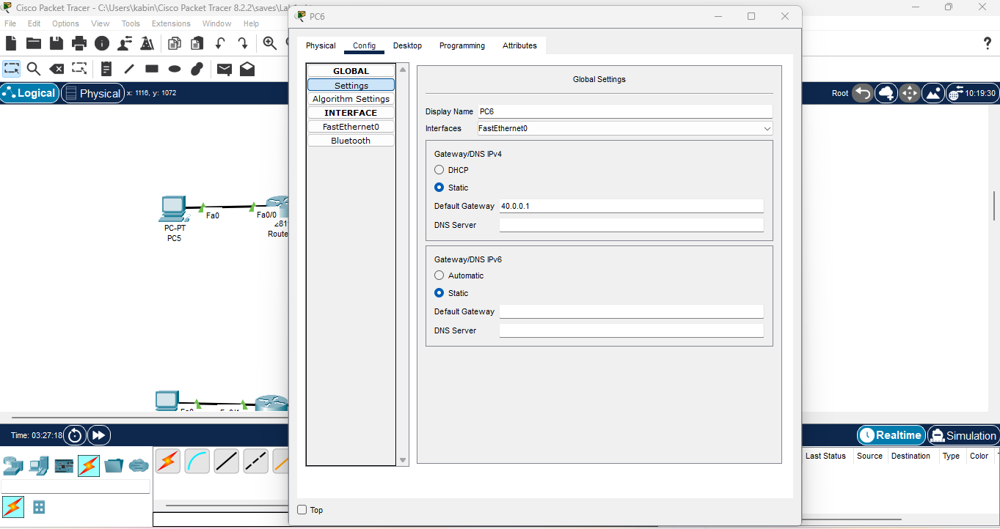 Cisco Packet Tracer - C:\Users\kabin\Cisco Packet Tracer 8.2.2\saves\La
File Edit Options View Tools Extensions Window Help
Logical Physical x: 1116, y: 1072
Root 10:19:30
PC-PT
PC5
Fa0
Fa0/0
281
Route
Time: 03:27:18
Realtime Simulation
Last Status Source Destination Type Color
PC6
Physical Config Desktop Programming Attributes
GLOBAL
Settings
Algorithm Settings
INTERFACE
FastEthernet0
Bluetooth
Global Settings
Display Name PC6
Interfaces FastEthernet0
Gateway/DNS IPv4
DHCP
Static
Default Gateway 40.0.0.1
DNS Server
Gateway/DNS IPv6
Automatic
Static
Default Gateway
DNS Server
Top